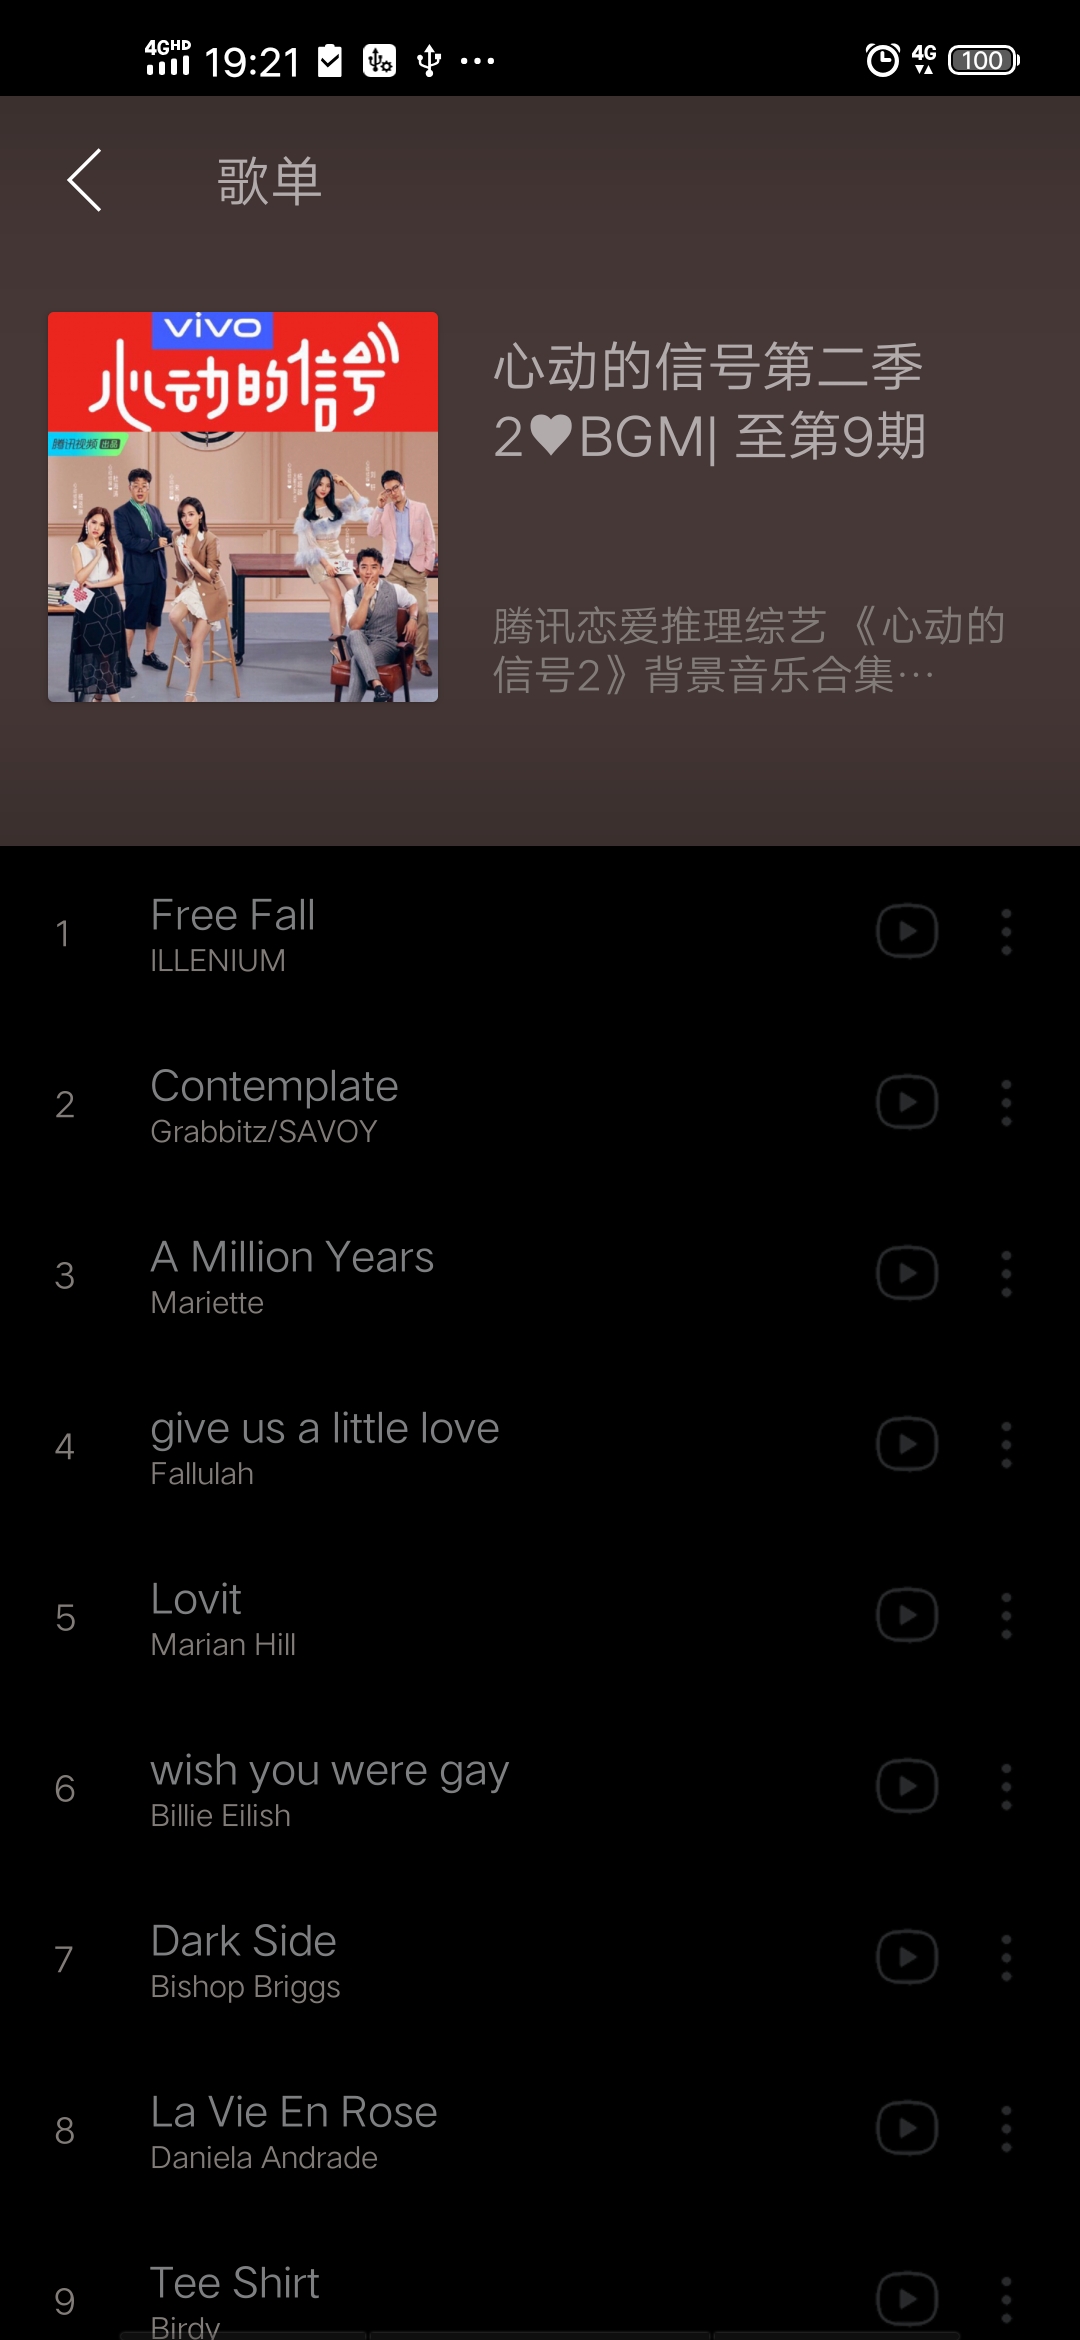 4GHD 19:21 4G 100
歌单
vivo
心动的信号
腾讯视频 出品
心动的信号第二季
2♥BGM| 至第9期
腾讯恋爱推理综艺《心动的
信号2》背景音乐合集…
1 Free Fall
ILLENIUM
2 Contemplate
Grabbitz/SAVOY
3 A Million Years
Mariette
4 give us a little love
Fallulah
5 Lovit
Marian Hill
6 wish you were gay
Billie Eilish
7 Dark Side
Bishop Briggs
8 La Vie En Rose
Daniela Andrade
9 Tee Shirt
Birdy